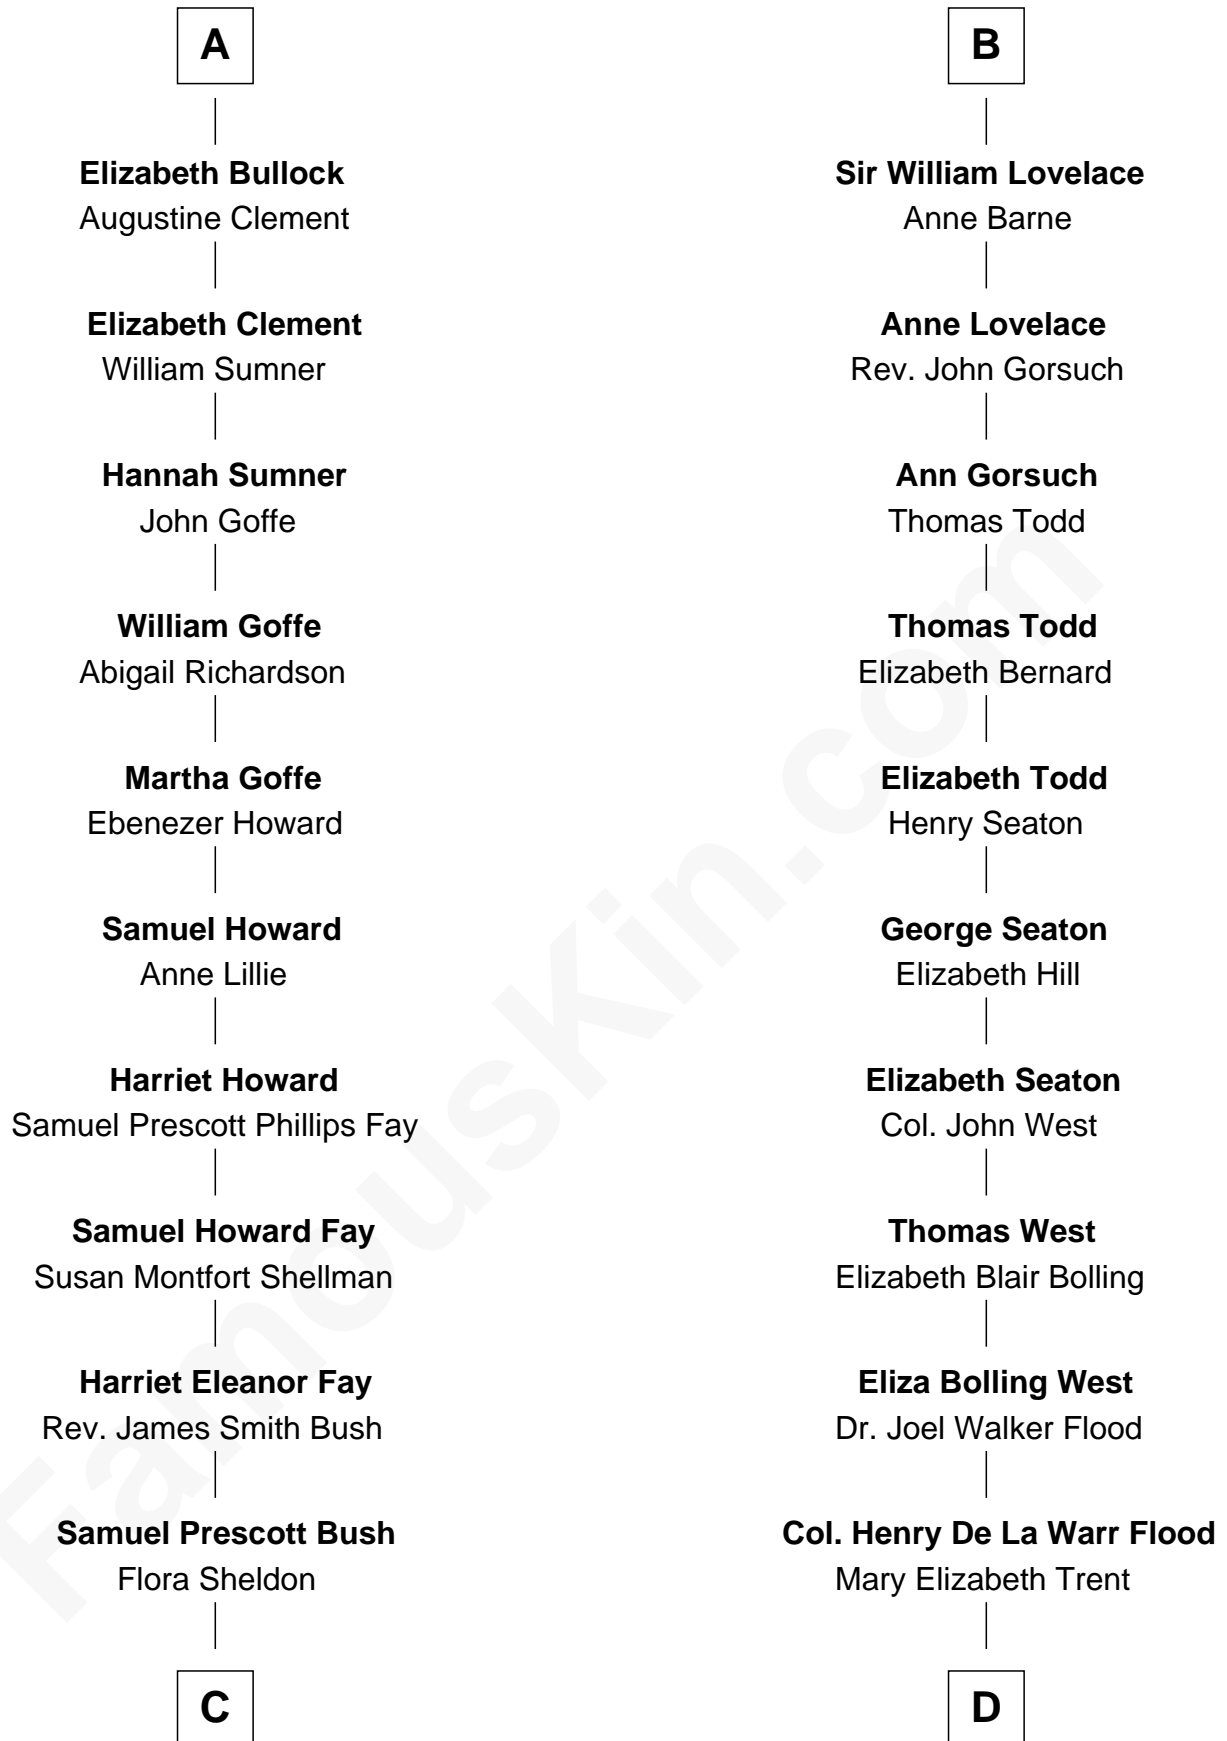 A
Elizabeth Bullock
Augustine Clement
Elizabeth Clement
William Sumner
Hannah Sumner
John Goffe
William Goffe
Abigail Richardson
Martha Goffe
Ebenezer Howard
Samuel Howard
Anne Lillie
Harriet Howard
Samuel Prescott Phillips Fay
Samuel Howard Fay
Susan Montfort Shellman
Harriet Eleanor Fay
Rev. James Smith Bush
Samuel Prescott Bush
Flora Sheldon
C
B
Sir William Lovelace
Anne Barne
Anne Lovelace
Rev. John Gorsuch
Ann Gorsuch
Thomas Todd
Thomas Todd
Elizabeth Bernard
Elizabeth Todd
Henry Seaton
George Seaton
Elizabeth Hill
Elizabeth Seaton
Col. John West
Thomas West
Elizabeth Blair Bolling
Eliza Bolling West
Dr. Joel Walker Flood
Col. Henry De La Warr Flood
Mary Elizabeth Trent
D
FamousKin.com